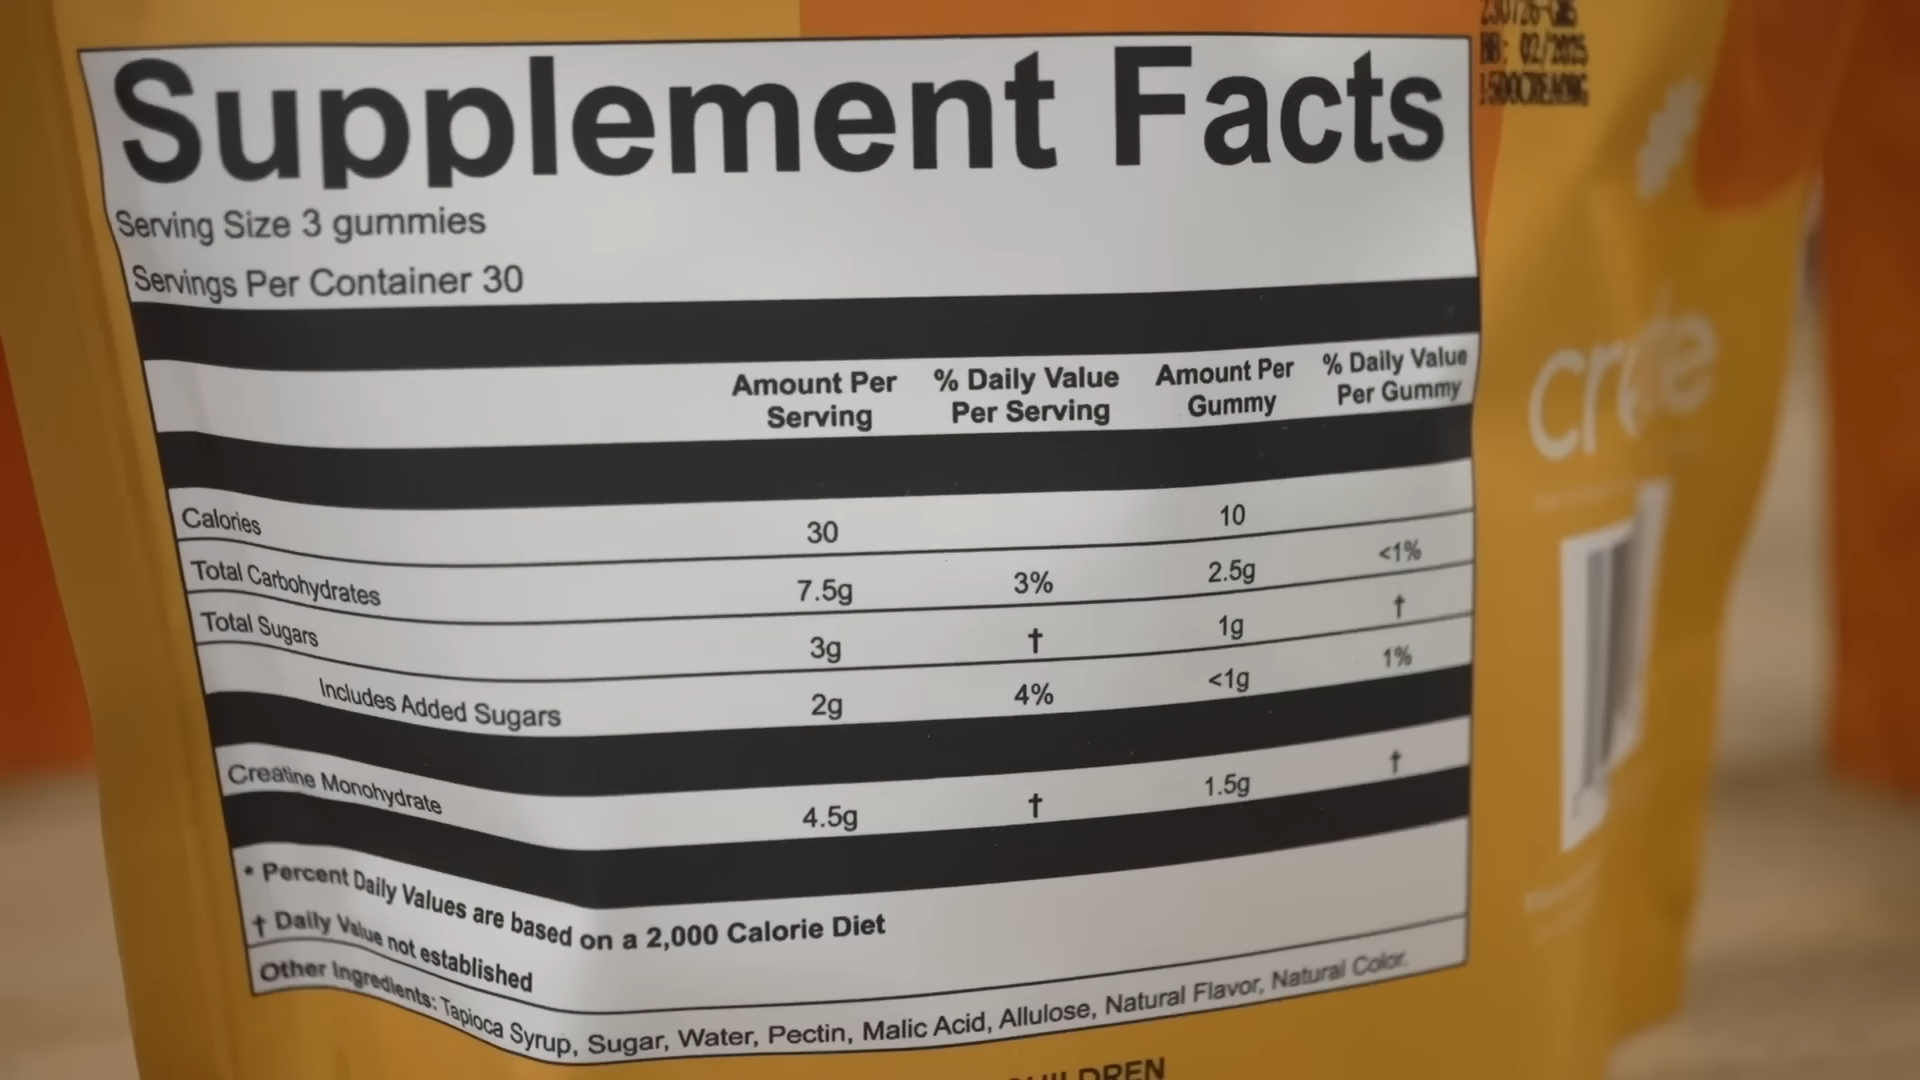 BB: 02/2025
Supplement Facts
Serving Size 3 gummies
Servings Per Container 30
Amount Per Serving % Daily Value Per Serving Amount Per Gummy % Daily Value Per Gummy
Calories 30 10
Total Carbohydrates 7.5g 3% 2.5g <1%
Total Sugars 3g † 1g †
Includes Added Sugars 2g 4% <1g 1%
Creatine Monohydrate 4.5g † 1.5g †
* Percent Daily Values are based on a 2,000 Calorie Diet
† Daily Value not established
Other Ingredients: Tapioca Syrup, Sugar, Water, Pectin, Malic Acid, Allulose, Natural Flavor, Natural Color.
create